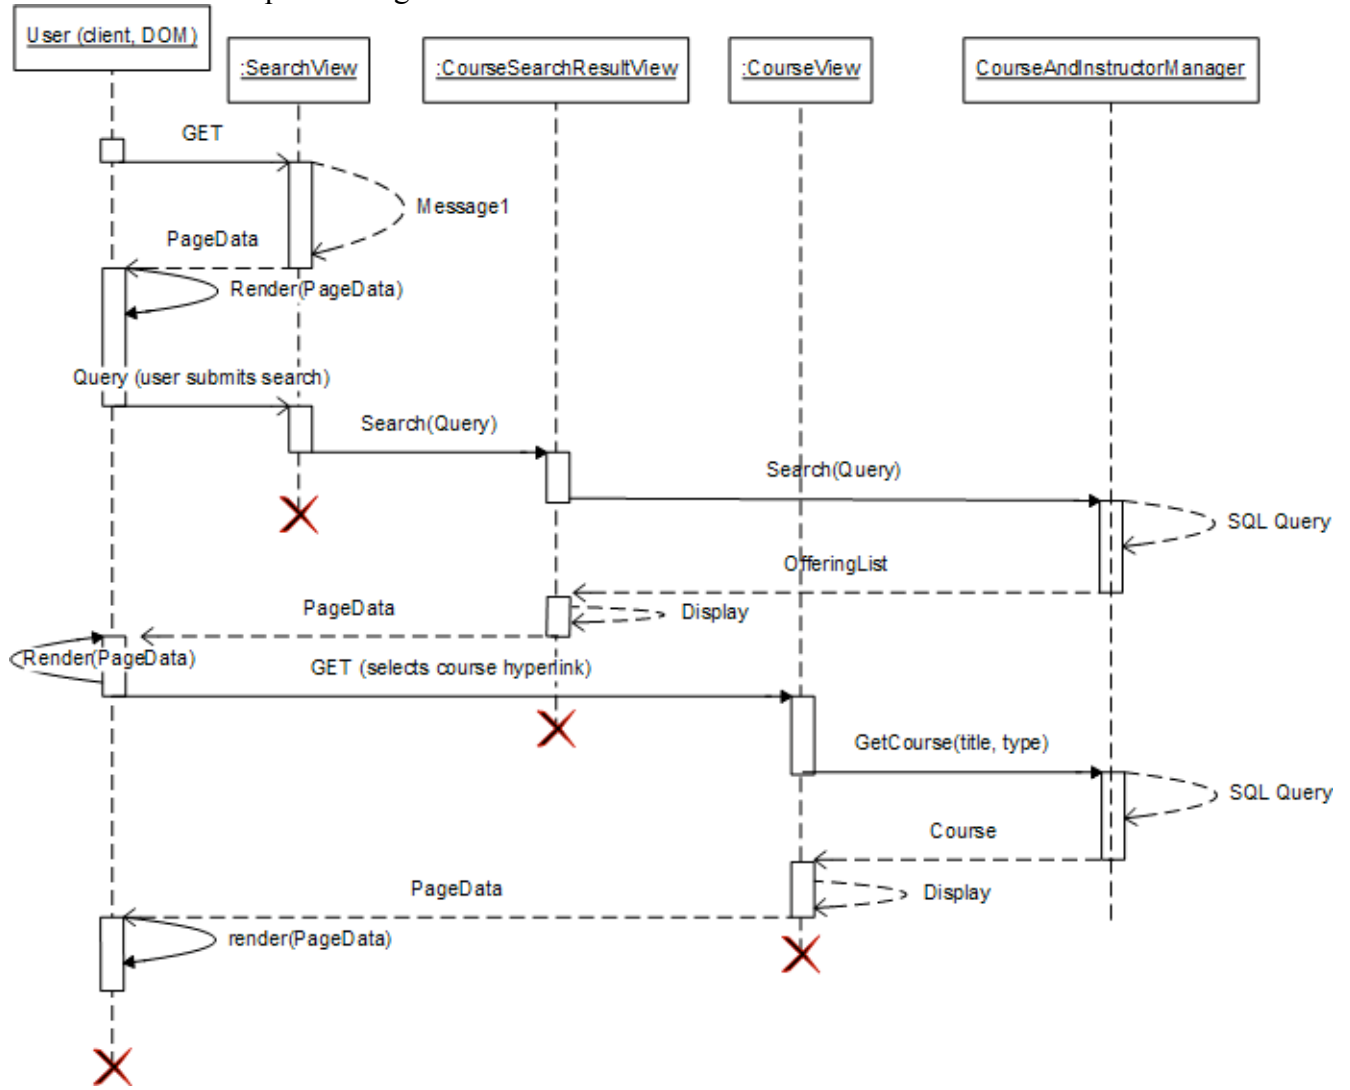 User (client, DOM)
:SearchView
:CourseSearchResultView
:CourseView
CourseAndInstructorManager
GET
Message1
PageData
Render(PageData)
Query (user submits search)
Search(Query)
Search(Query)
SQL Query
OfferingList
PageData
Display
Render(PageData)
GET (selects course hyperlink)
GetCourse(title, type)
SQL Query
Course
PageData
Display
render(PageData)